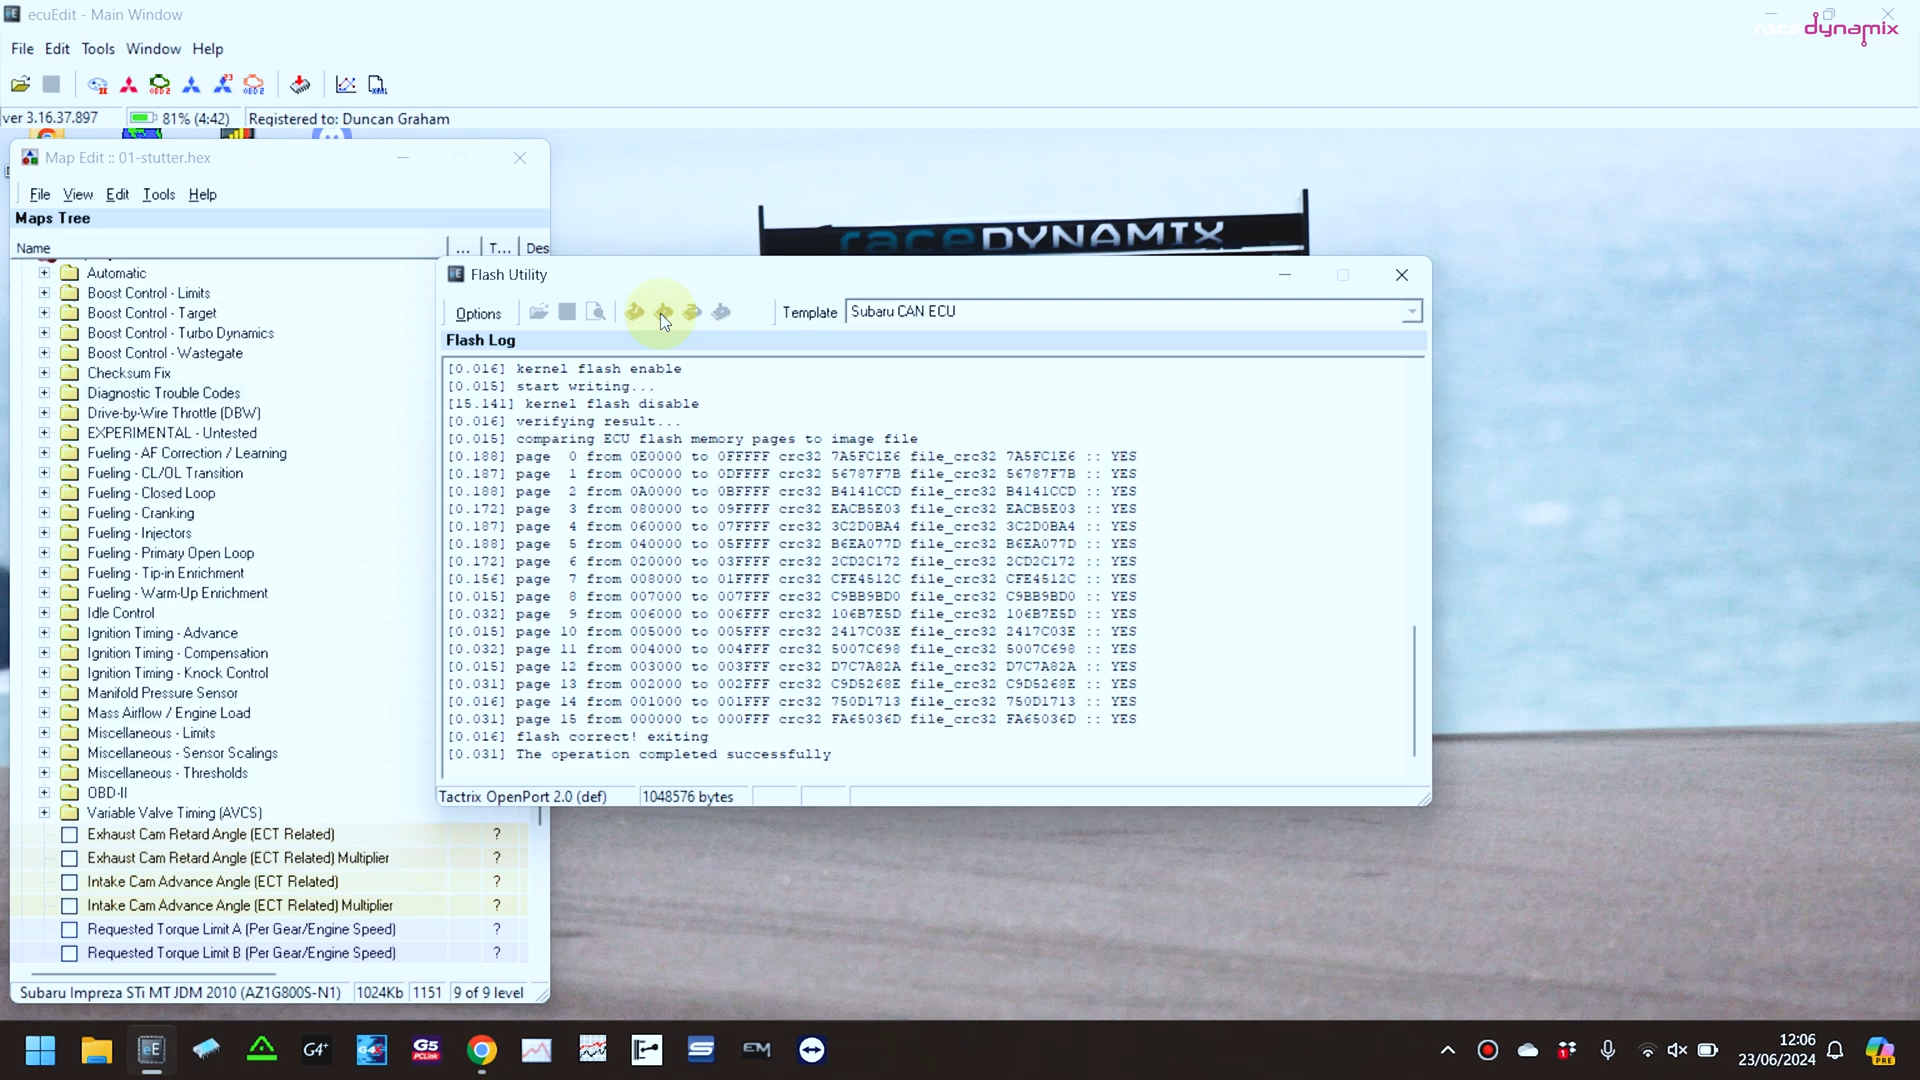 ecuEdit - Main Window
race dynamix
File Edit Tools Window Help
ver 3.16.37.897 81% (4:42) Registered to: Duncan Graham
Map Edit :: 01-stutter.hex
File View Edit Tools Help
Maps Tree
Name ... T... Des
Automatic
Boost Control - Limits
Boost Control - Target
Boost Control - Turbo Dynamics
Boost Control - Wastegate
Checksum Fix
Diagnostic Trouble Codes
Drive-by-Wire Throttle (DBW)
EXPERIMENTAL - Untested
Fueling - AF Correction / Learning
Fueling - CL/OL Transition
Fueling - Closed Loop
Fueling - Cranking
Fueling - Injectors
Fueling - Primary Open Loop
Fueling - Tip-in Enrichment
Fueling - Warm-Up Enrichment
Idle Control
Ignition Timing - Advance
Ignition Timing - Compensation
Ignition Timing - Knock Control
Manifold Pressure Sensor
Mass Airflow / Engine Load
Miscellaneous - Limits
Miscellaneous - Sensor Scalings
Miscellaneous - Thresholds
OBD-II
Variable Valve Timing (AVCS)
Exhaust Cam Retard Angle (ECT Related) ?
Exhaust Cam Retard Angle (ECT Related) Multiplier ?
Intake Cam Advance Angle (ECT Related) ?
Intake Cam Advance Angle (ECT Related) Multiplier ?
Requested Torque Limit A (Per Gear/Engine Speed) ?
Requested Torque Limit B (Per Gear/Engine Speed) ?
Subaru Impreza STi MT JDM 2010 (AZ1G800S-N1) 1024Kb 1151 9 of 9 level
raceDYNAMIX
Flash Utility
Options Template Subaru CAN ECU
Flash Log
[0.016] kernel flash enable
[0.015] start writing...
[15.141] kernel flash disable
[0.016] verifying result...
[0.015] comparing ECU flash memory pages to image file
[0.188] page 0 from 0E0000 to 0FFFFF crc32 7A5FC1E6 file_crc32 7A5FC1E6 :: YES
[0.187] page 1 from 0C0000 to 0DFFFF crc32 56787F7B file_crc32 56787F7B :: YES
[0.188] page 2 from 0A0000 to 0BFFFF crc32 B4141CCD file_crc32 B4141CCD :: YES
[0.172] page 3 from 080000 to 09FFFF crc32 EACB5E03 file_crc32 EACB5E03 :: YES
[0.187] page 4 from 060000 to 07FFFF crc32 3C2D0BA4 file_crc32 3C2D0BA4 :: YES
[0.188] page 5 from 040000 to 05FFFF crc32 B6EA077D file_crc32 B6EA077D :: YES
[0.172] page 6 from 020000 to 03FFFF crc32 2CD2C172 file_crc32 2CD2C172 :: YES
[0.156] page 7 from 008000 to 01FFFF crc32 CFE4512C file_crc32 CFE4512C :: YES
[0.015] page 8 from 007000 to 007FFF crc32 C9BB9BD0 file_crc32 C9BB9BD0 :: YES
[0.032] page 9 from 006000 to 006FFF crc32 106B7E5D file_crc32 106B7E5D :: YES
[0.015] page 10 from 005000 to 005FFF crc32 2417C03E file_crc32 2417C03E :: YES
[0.032] page 11 from 004000 to 004FFF crc32 5007C698 file_crc32 5007C698 :: YES
[0.015] page 12 from 003000 to 003FFF crc32 D7C7A82A file_crc32 D7C7A82A :: YES
[0.031] page 13 from 002000 to 002FFF crc32 C9D5268E file_crc32 C9D5268E :: YES
[0.016] page 14 from 001000 to 001FFF crc32 750D1713 file_crc32 750D1713 :: YES
[0.031] page 15 from 000000 to 000FFF crc32 FA65036D file_crc32 FA65036D :: YES
[0.016] flash correct! exiting
[0.031] The operation completed successfully
Tactrix OpenPort 2.0 (def) 1048576 bytes
eE G4+ G5 PCLink EM
12:06
23/06/2024
PRE